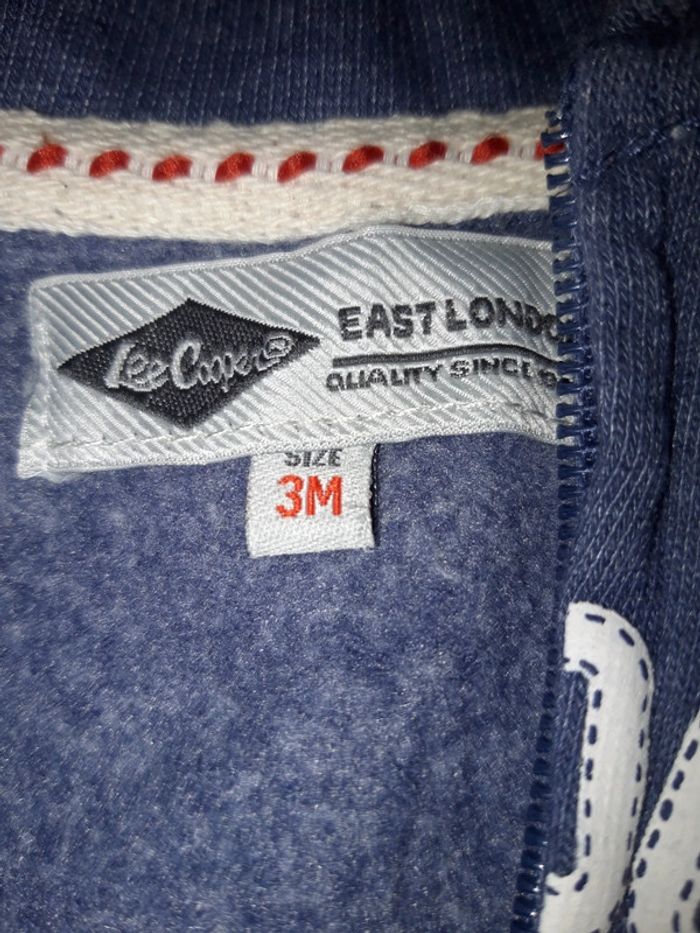 Lee Cooper®
EAST LONDO
QUALITY SINCE
SIZE
3M